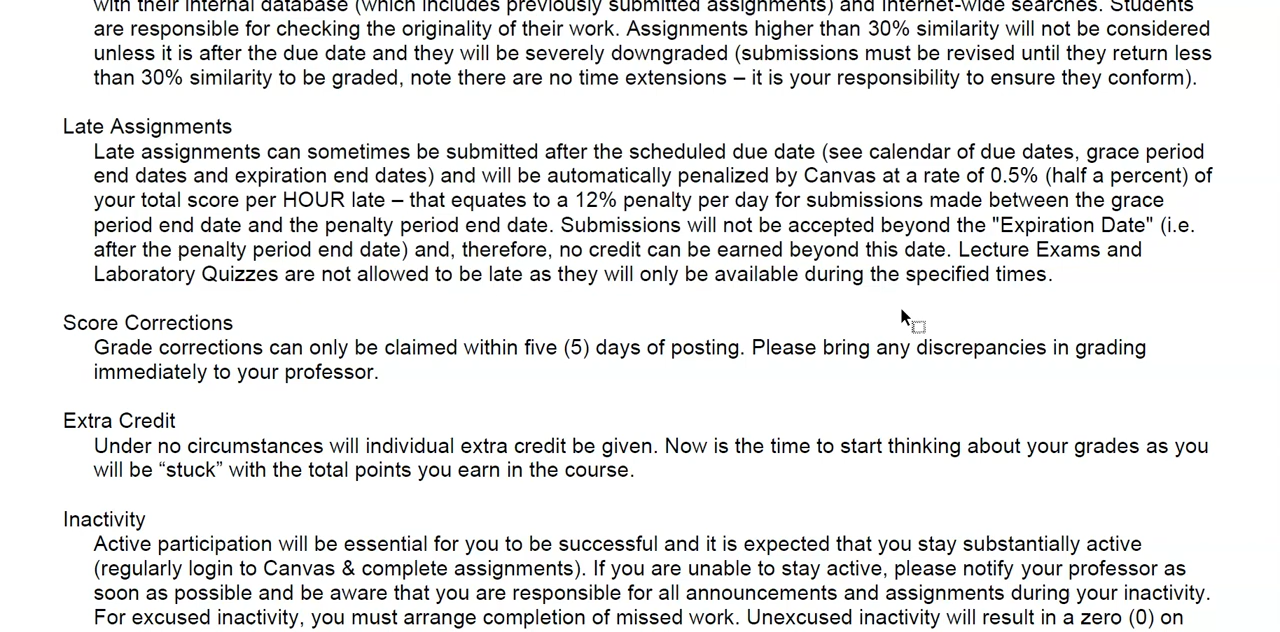 with their internal database (which includes previously submitted assignments) and internet-wide searches. Students
are responsible for checking the originality of their work. Assignments higher than 30% similarity will not be considered
unless it is after the due date and they will be severely downgraded (submissions must be revised until they return less
than 30% similarity to be graded, note there are no time extensions – it is your responsibility to ensure they conform).
Late Assignments
Late assignments can sometimes be submitted after the scheduled due date (see calendar of due dates, grace period
end dates and expiration end dates) and will be automatically penalized by Canvas at a rate of 0.5% (half a percent) of
your total score per HOUR late – that equates to a 12% penalty per day for submissions made between the grace
period end date and the penalty period end date. Submissions will not be accepted beyond the "Expiration Date" (i.e.
after the penalty period end date) and, therefore, no credit can be earned beyond this date. Lecture Exams and
Laboratory Quizzes are not allowed to be late as they will only be available during the specified times.
Score Corrections
Grade corrections can only be claimed within five (5) days of posting. Please bring any discrepancies in grading
immediately to your professor.
Extra Credit
Under no circumstances will individual extra credit be given. Now is the time to start thinking about your grades as you
will be “stuck” with the total points you earn in the course.
Inactivity
Active participation will be essential for you to be successful and it is expected that you stay substantially active
(regularly login to Canvas & complete assignments). If you are unable to stay active, please notify your professor as
soon as possible and be aware that you are responsible for all announcements and assignments during your inactivity.
For excused inactivity, you must arrange completion of missed work. Unexcused inactivity will result in a zero (0) on